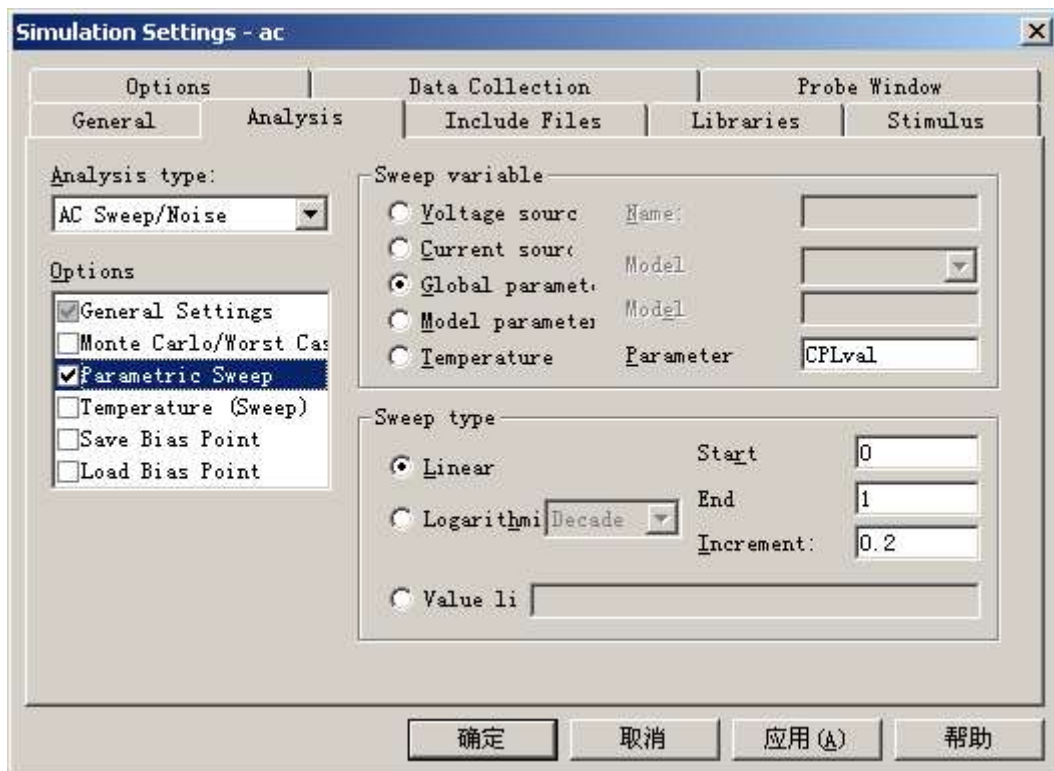 Simulation Settings - ac
Options Data Collection Probe Window
General Analysis Include Files Libraries Stimulus
Analysis type:
AC Sweep/Noise
Options
General Settings
Monte Carlo/Worst Cas
Parametric Sweep
Temperature (Sweep)
Save Bias Point
Load Bias Point
Sweep variable
Voltage sourc Name:
Current sourc Model
Global paramet
Model parameter Model
Temperature Parameter CPLval
Sweep type
Linear Start 0
End 1
Logarithmi Decade
Increment: 0.2
Value li
确定 取消 应用(A) 帮助